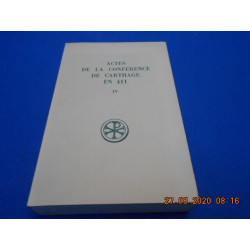 ACTES
DE LA CONFÉRENCE
DE CARTHAGE
EN 411
IV
27.08.2020 08:16